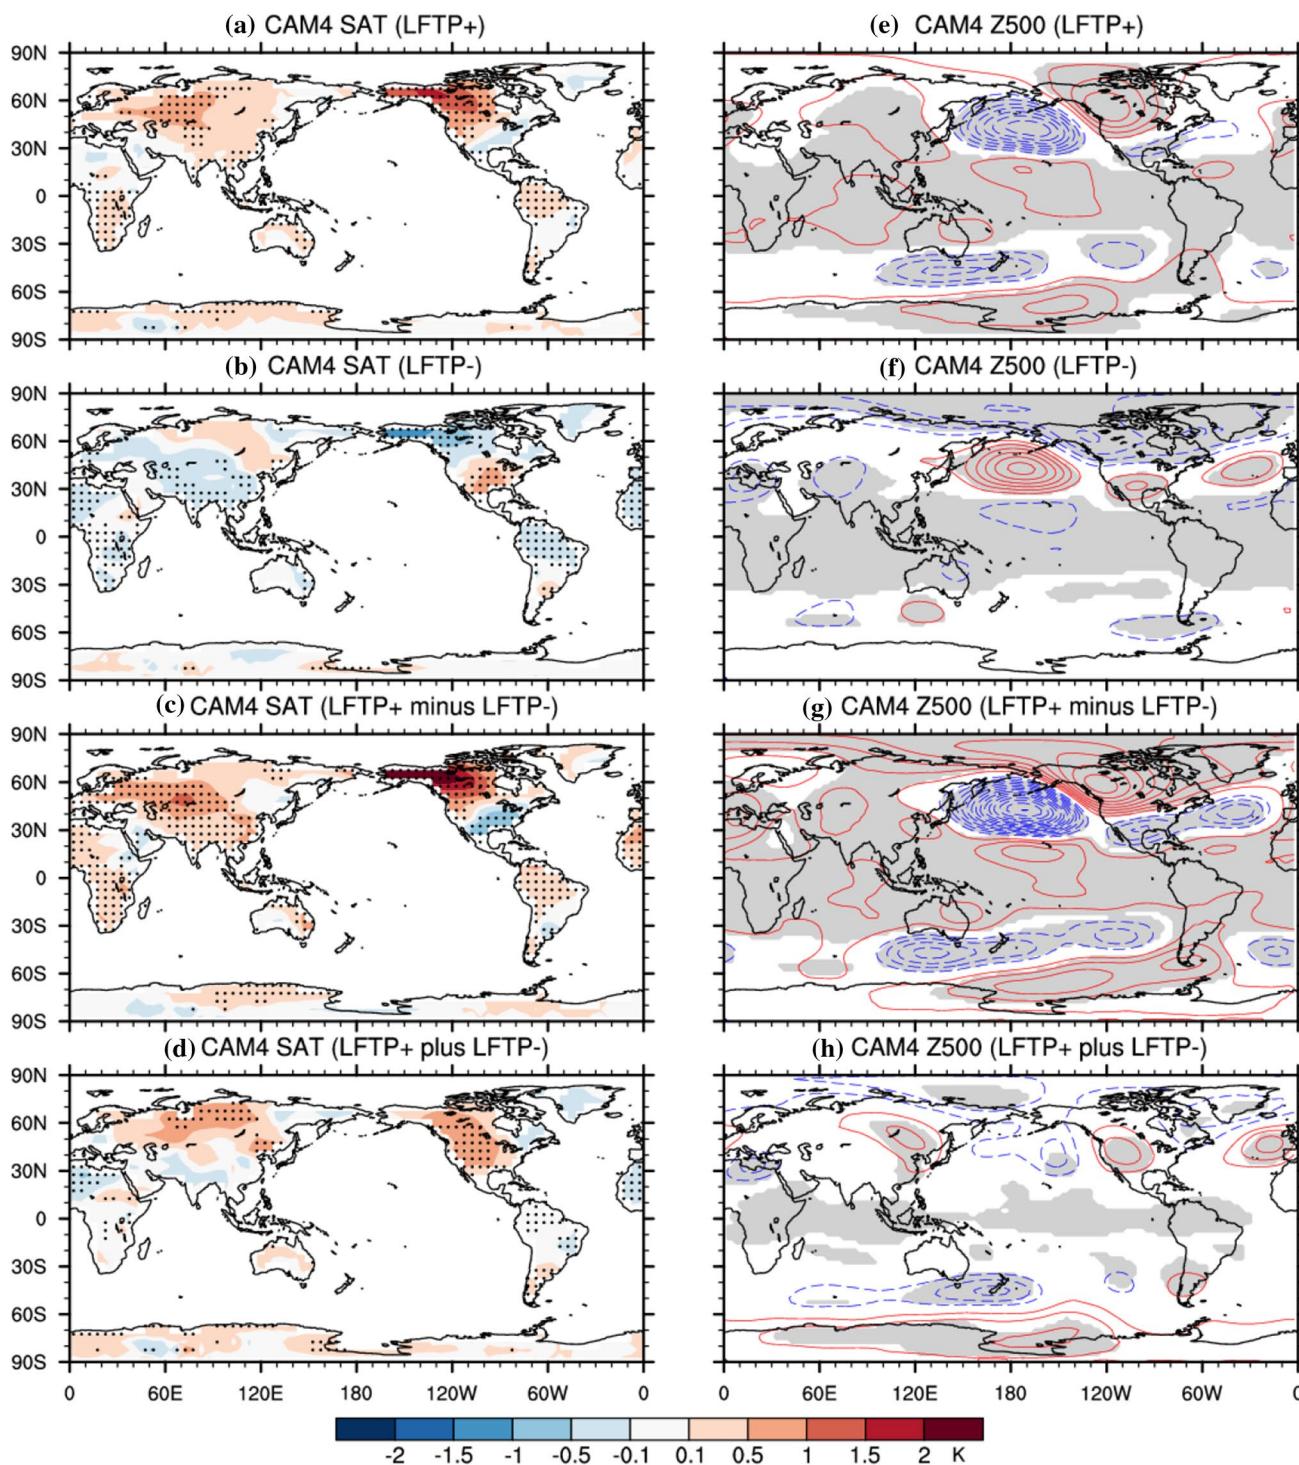 (a) CAM4 SAT (LFTP+)
(e) CAM4 Z500 (LFTP+)
90N
60N
30N
0
30S
60S
90S
(b) CAM4 SAT (LFTP-)
(f) CAM4 Z500 (LFTP-)
90N
60N
30N
0
30S
60S
90S
(c) CAM4 SAT (LFTP+ minus LFTP-)
(g) CAM4 Z500 (LFTP+ minus LFTP-)
90N
60N
30N
0
30S
60S
90S
(d) CAM4 SAT (LFTP+ plus LFTP-)
(h) CAM4 Z500 (LFTP+ plus LFTP-)
90N
60N
30N
0
30S
60S
90S
0 60E 120E 180 120W 60W 0
0 60E 120E 180 120W 60W 0
-2 -1.5 -1 -0.5 -0.1 0.1 0.5 1 1.5 2 K